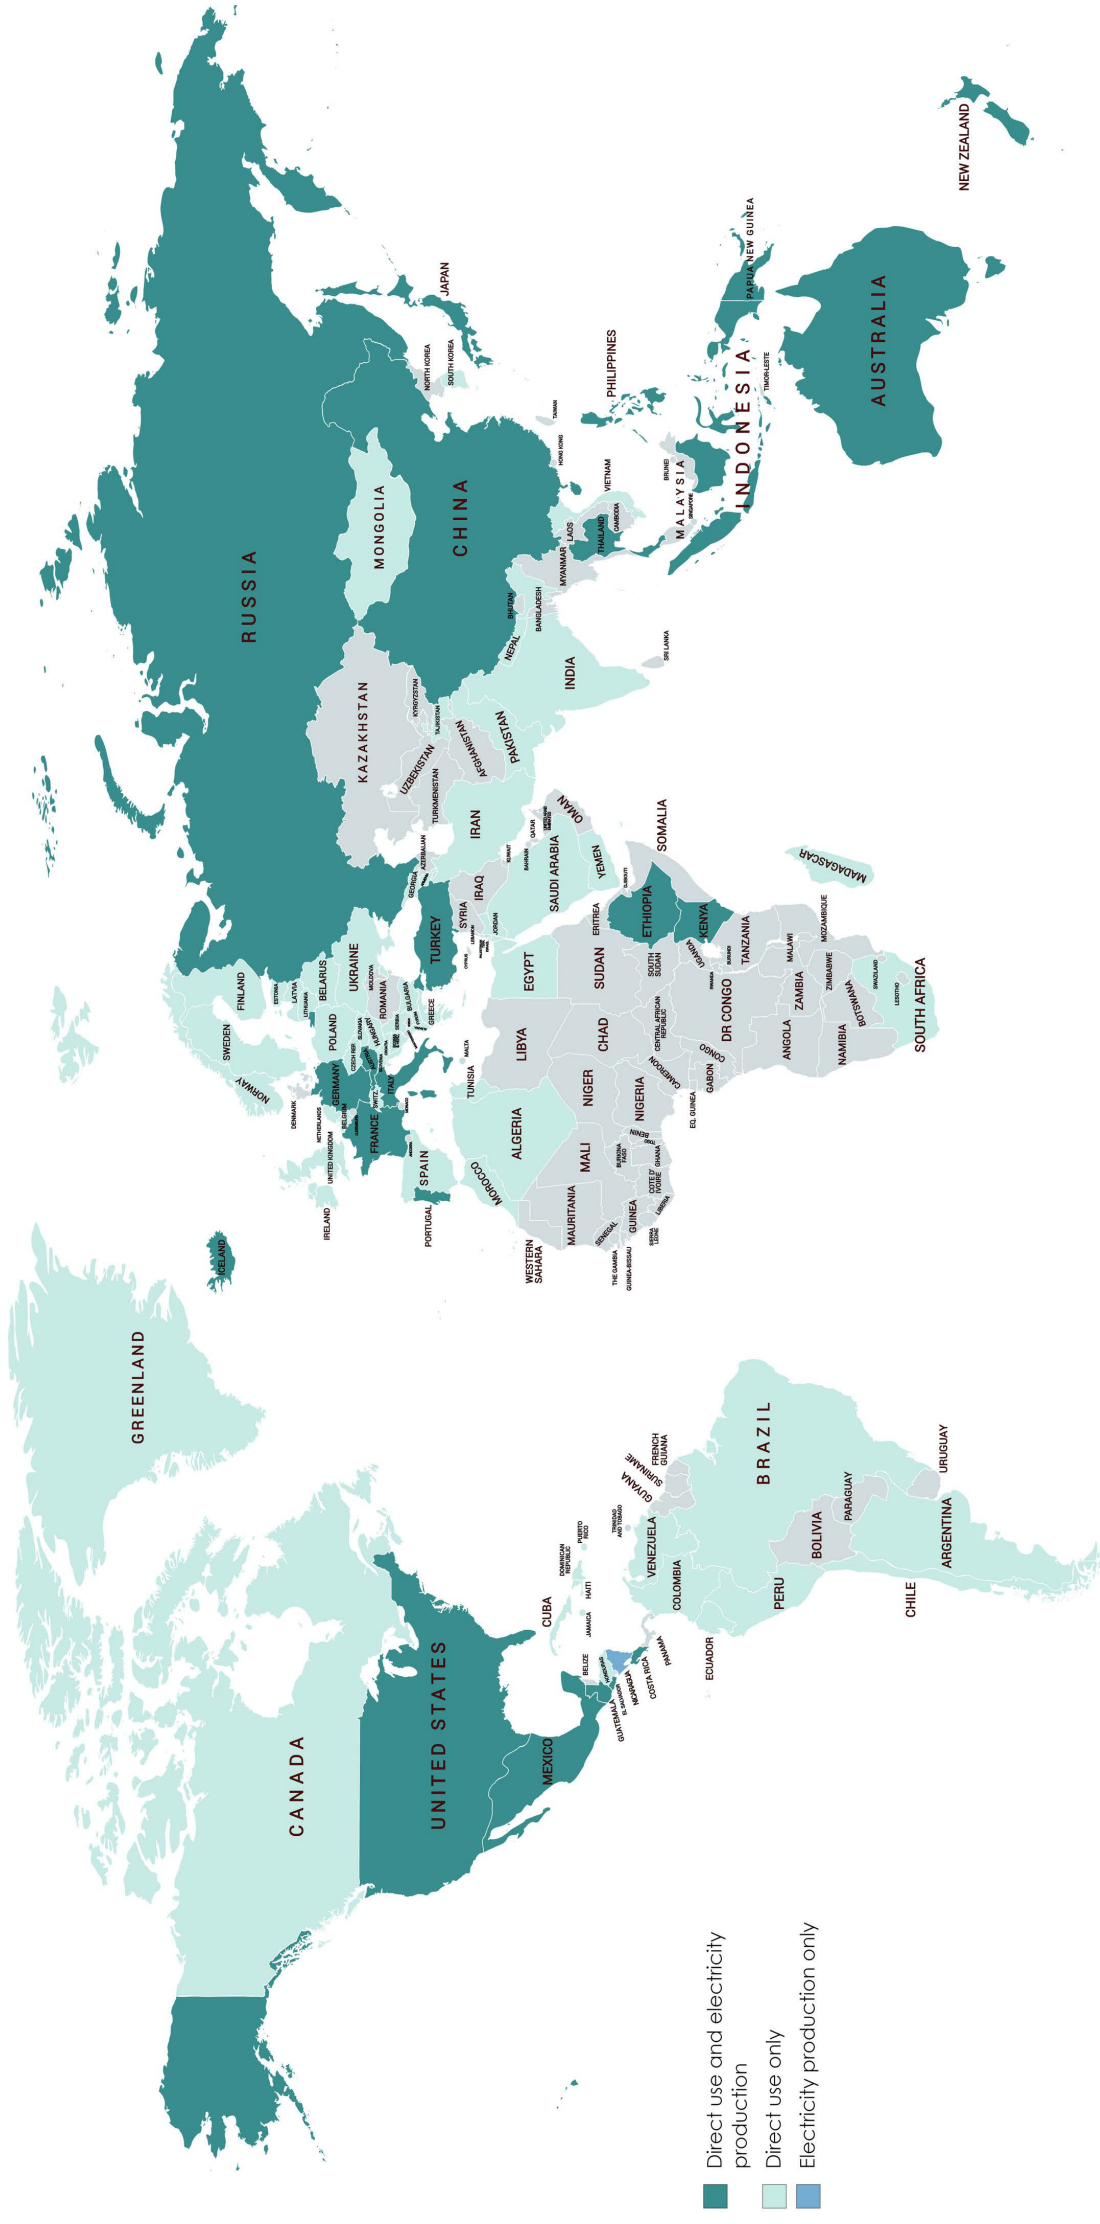 GREENLAND
ICELAND
CANADA
UNITED STATES
MEXICO
CUBA
DOMINICAN
REPUBLIC
PUERTO
RICO
JAMAICA
HAITI
BELIZE
HONDURAS
GUATEMALA
EL SALVADOR
NICARAGUA
COSTA RICA
PANAMA
TRINIDAD
AND TOBAGO
VENEZUELA
GUYANA
SURINAME
FRENCH
GUIANA
COLOMBIA
ECUADOR
PERU
BRAZIL
BOLIVIA
PARAGUAY
CHILE
ARGENTINA
URUGUAY
NORWAY
SWEDEN
FINLAND
ESTONIA
LATVIA
LITHUANIA
DENMARK
IRELAND
UNITED KINGDOM
NETHERLANDS
BELGIUM
GERMANY
POLAND
BELARUS
UKRAINE
CZECH REP.
SLOVAKIA
AUSTRIA
HUNGARY
MOLDOVA
ROMANIA
FRANCE
SWITZ.
ITALY
MONACO
ANDORRA
CROATIA
SERBIA
BULGARIA
GREECE
PORTUGAL
SPAIN
MALTA
RUSSIA
KAZAKHSTAN
MONGOLIA
CHINA
NORTH KOREA
SOUTH KOREA
JAPAN
GEORGIA
AZERBAIJAN
TURKEY
CYPRUS
SYRIA
LEBANON
IRAQ
JORDAN
KUWAIT
IRAN
UZBEKISTAN
TURKMENISTAN
KYRGYZSTAN
TAJIKISTAN
AFGHANISTAN
PAKISTAN
NEPAL
BHUTAN
BANGLADESH
INDIA
SRI LANKA
MYANMAR
LAOS
THAILAND
VIETNAM
CAMBODIA
HONG KONG
TAIWAN
PHILIPPINES
BRUNEI
MALAYSIA
SINGAPORE
INDONESIA
TIMOR-LESTE
PAPUA NEW GUINEA
AUSTRALIA
NEW ZEALAND
SAUDI ARABIA
BAHRAIN
QATAR
OMAN
YEMEN
MOROCCO
ALGERIA
TUNISIA
LIBYA
EGYPT
WESTERN
SAHARA
MAURITANIA
MALI
NIGER
CHAD
SUDAN
ERITREA
DJIBOUTI
ETHIOPIA
SOMALIA
SENEGAL
THE GAMBIA
GUINEA-BISSAU
GUINEA
SIERRA
LEONE
LIBERIA
COTE D'
IVOIRE
BURKINA
FASO
GHANA
TOGO
BENIN
NIGERIA
CAMEROON
CENTRAL AFRICAN
REPUBLIC
SOUTH
SUDAN
EQ. GUINEA
GABON
CONGO
DR CONGO
UGANDA
KENYA
RWANDA
BURUNDI
TANZANIA
ANGOLA
ZAMBIA
MALAWI
MOZAMBIQUE
ZIMBABWE
NAMIBIA
BOTSWANA
SWAZILAND
LESOTHO
SOUTH AFRICA
MADAGASCAR
Direct use and electricity
production
Direct use only
Electricity production only